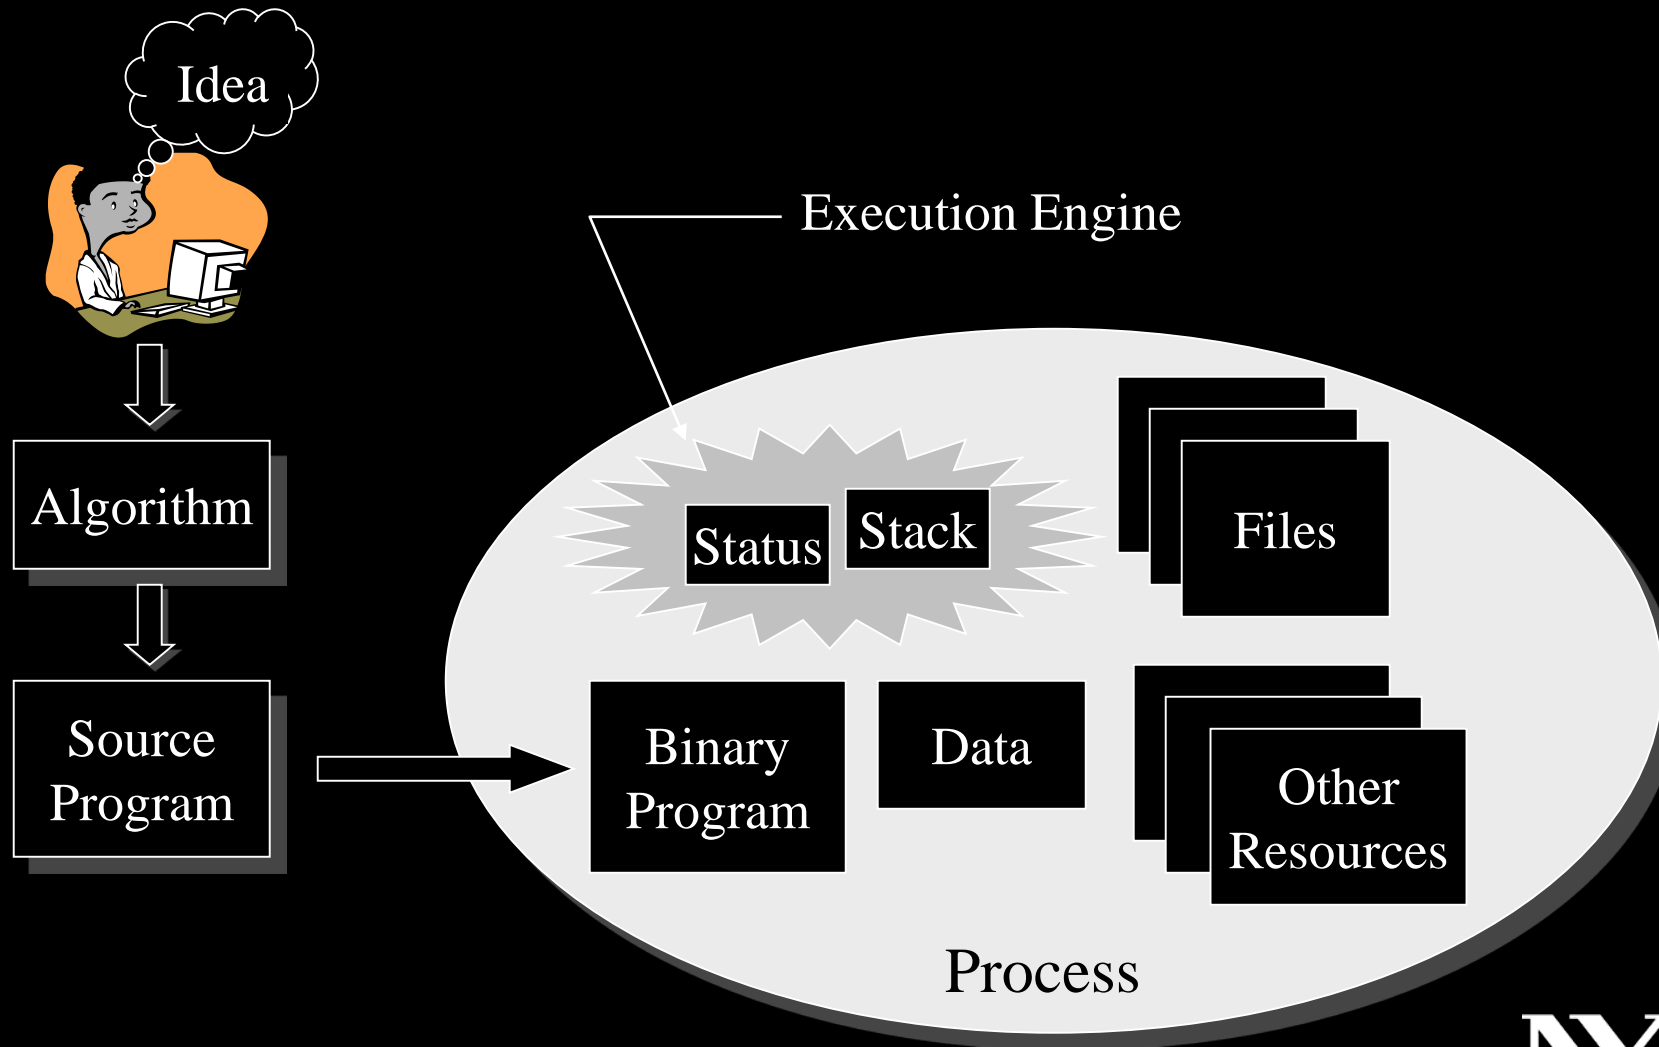 Idea
Execution Engine
Algorithm
Status
Stack
Files
Source
Program
Binary
Program
Data
Other
Resources
Process